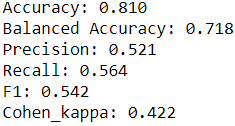 Accuracy: 0.810
Balanced Accuracy: 0.718
Precision: 0.521
Recall: 0.564
F1: 0.542
Cohen_kappa: 0.422